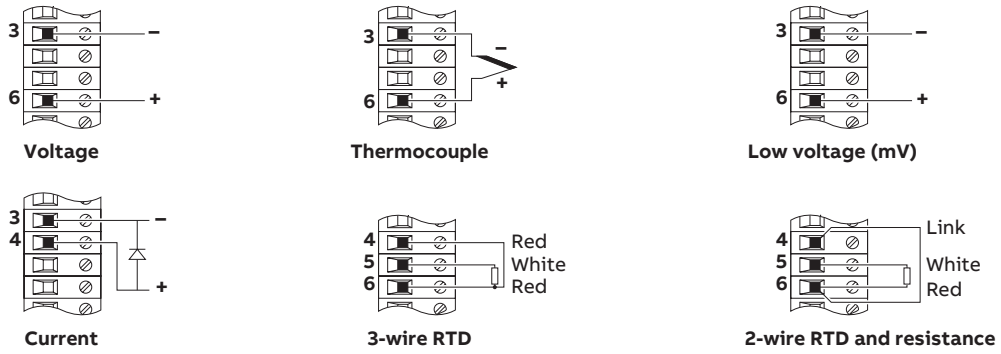 3 –
6 +
Voltage
3 –
+
6
Thermocouple
3 –
6 +
Low voltage (mV)
3 –
4
+
Current
4 Red
5 White
6 Red
3-wire RTD
4 Link
5 White
6 Red
2-wire RTD and resistance